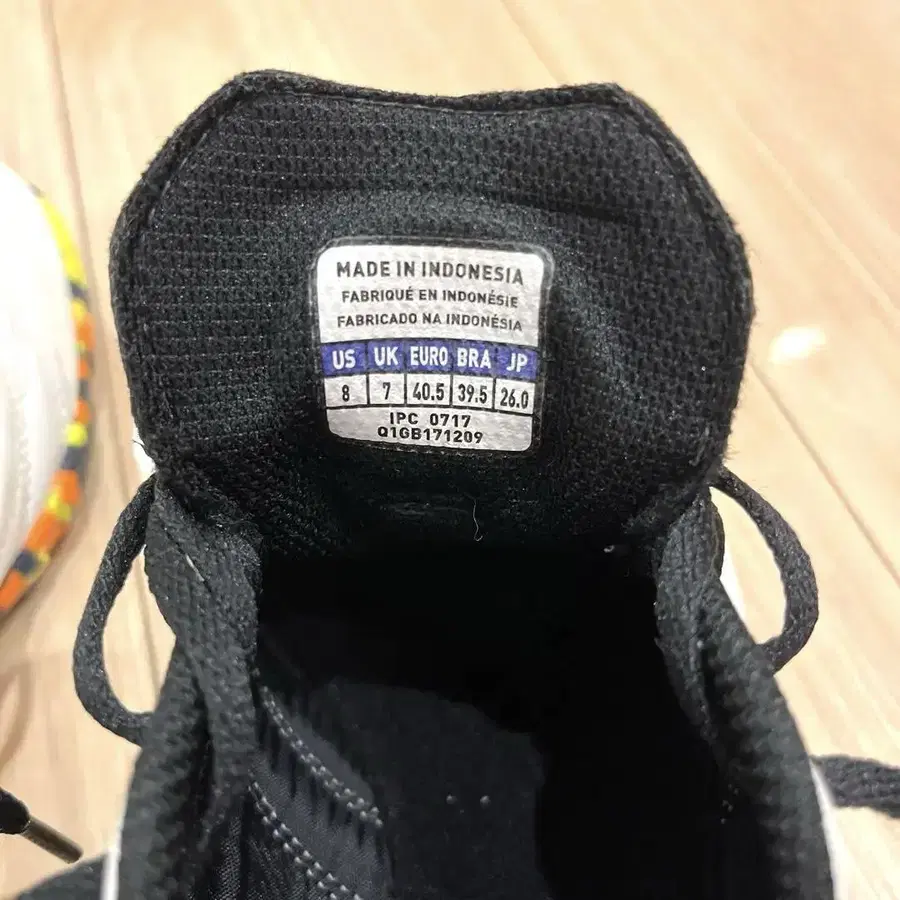 MADE IN INDONESIA
FABRIQUÉ EN INDONÉSIE
FABRICADO NA INDONÉSIA
US UK EURO BRA JP
8 7 40.5 39.5 26.0
IPC 0717
Q1GB171209